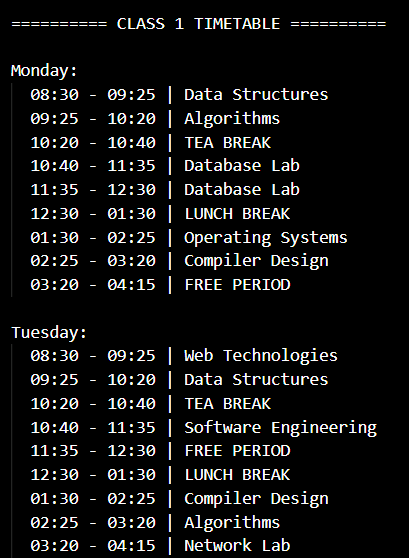 ========== CLASS 1 TIMETABLE ==========
Monday:
08:30 - 09:25 | Data Structures
09:25 - 10:20 | Algorithms
10:20 - 10:40 | TEA BREAK
10:40 - 11:35 | Database Lab
11:35 - 12:30 | Database Lab
12:30 - 01:30 | LUNCH BREAK
01:30 - 02:25 | Operating Systems
02:25 - 03:20 | Compiler Design
03:20 - 04:15 | FREE PERIOD
Tuesday:
08:30 - 09:25 | Web Technologies
09:25 - 10:20 | Data Structures
10:20 - 10:40 | TEA BREAK
10:40 - 11:35 | Software Engineering
11:35 - 12:30 | FREE PERIOD
12:30 - 01:30 | LUNCH BREAK
01:30 - 02:25 | Compiler Design
02:25 - 03:20 | Algorithms
03:20 - 04:15 | Network Lab